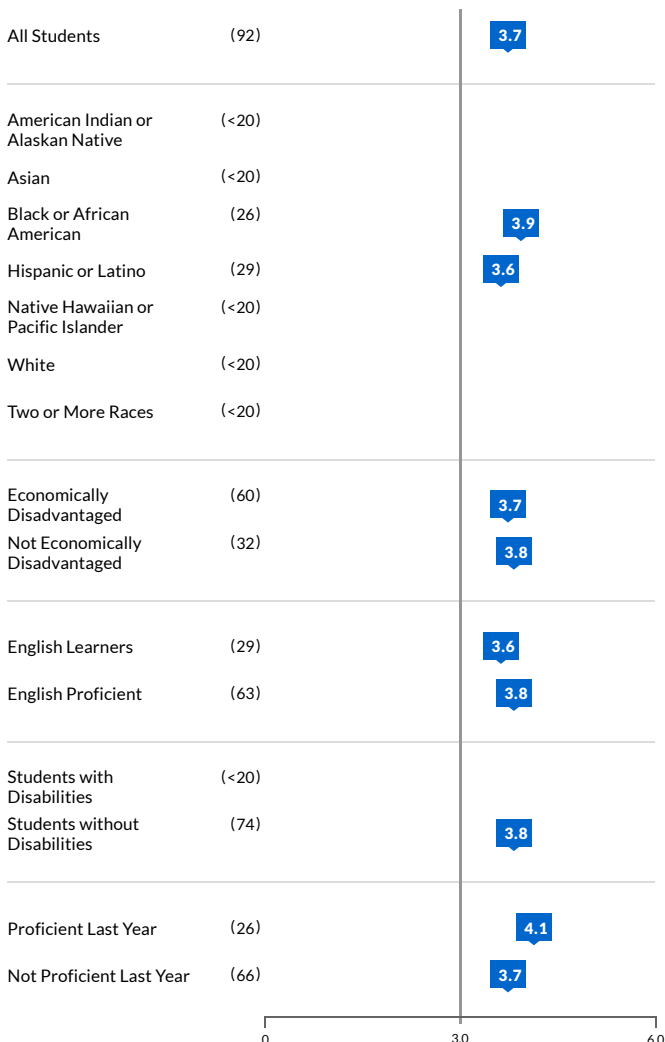 All Students (92) 3.7
American Indian or (<20)
Alaskan Native
Asian (<20)
Black or African (26) 3.9
American
Hispanic or Latino (29) 3.6
Native Hawaiian or (<20)
Pacific Islander
White (<20)
Two or More Races (<20)
Economically (60) 3.7
Disadvantaged
Not Economically (32) 3.8
Disadvantaged
English Learners (29) 3.6
English Proficient (63) 3.8
Students with (<20)
Disabilities
Students without (74) 3.8
Disabilities
Proficient Last Year (26) 4.1
Not Proficient Last Year (66) 3.7
0 3.0 6.0